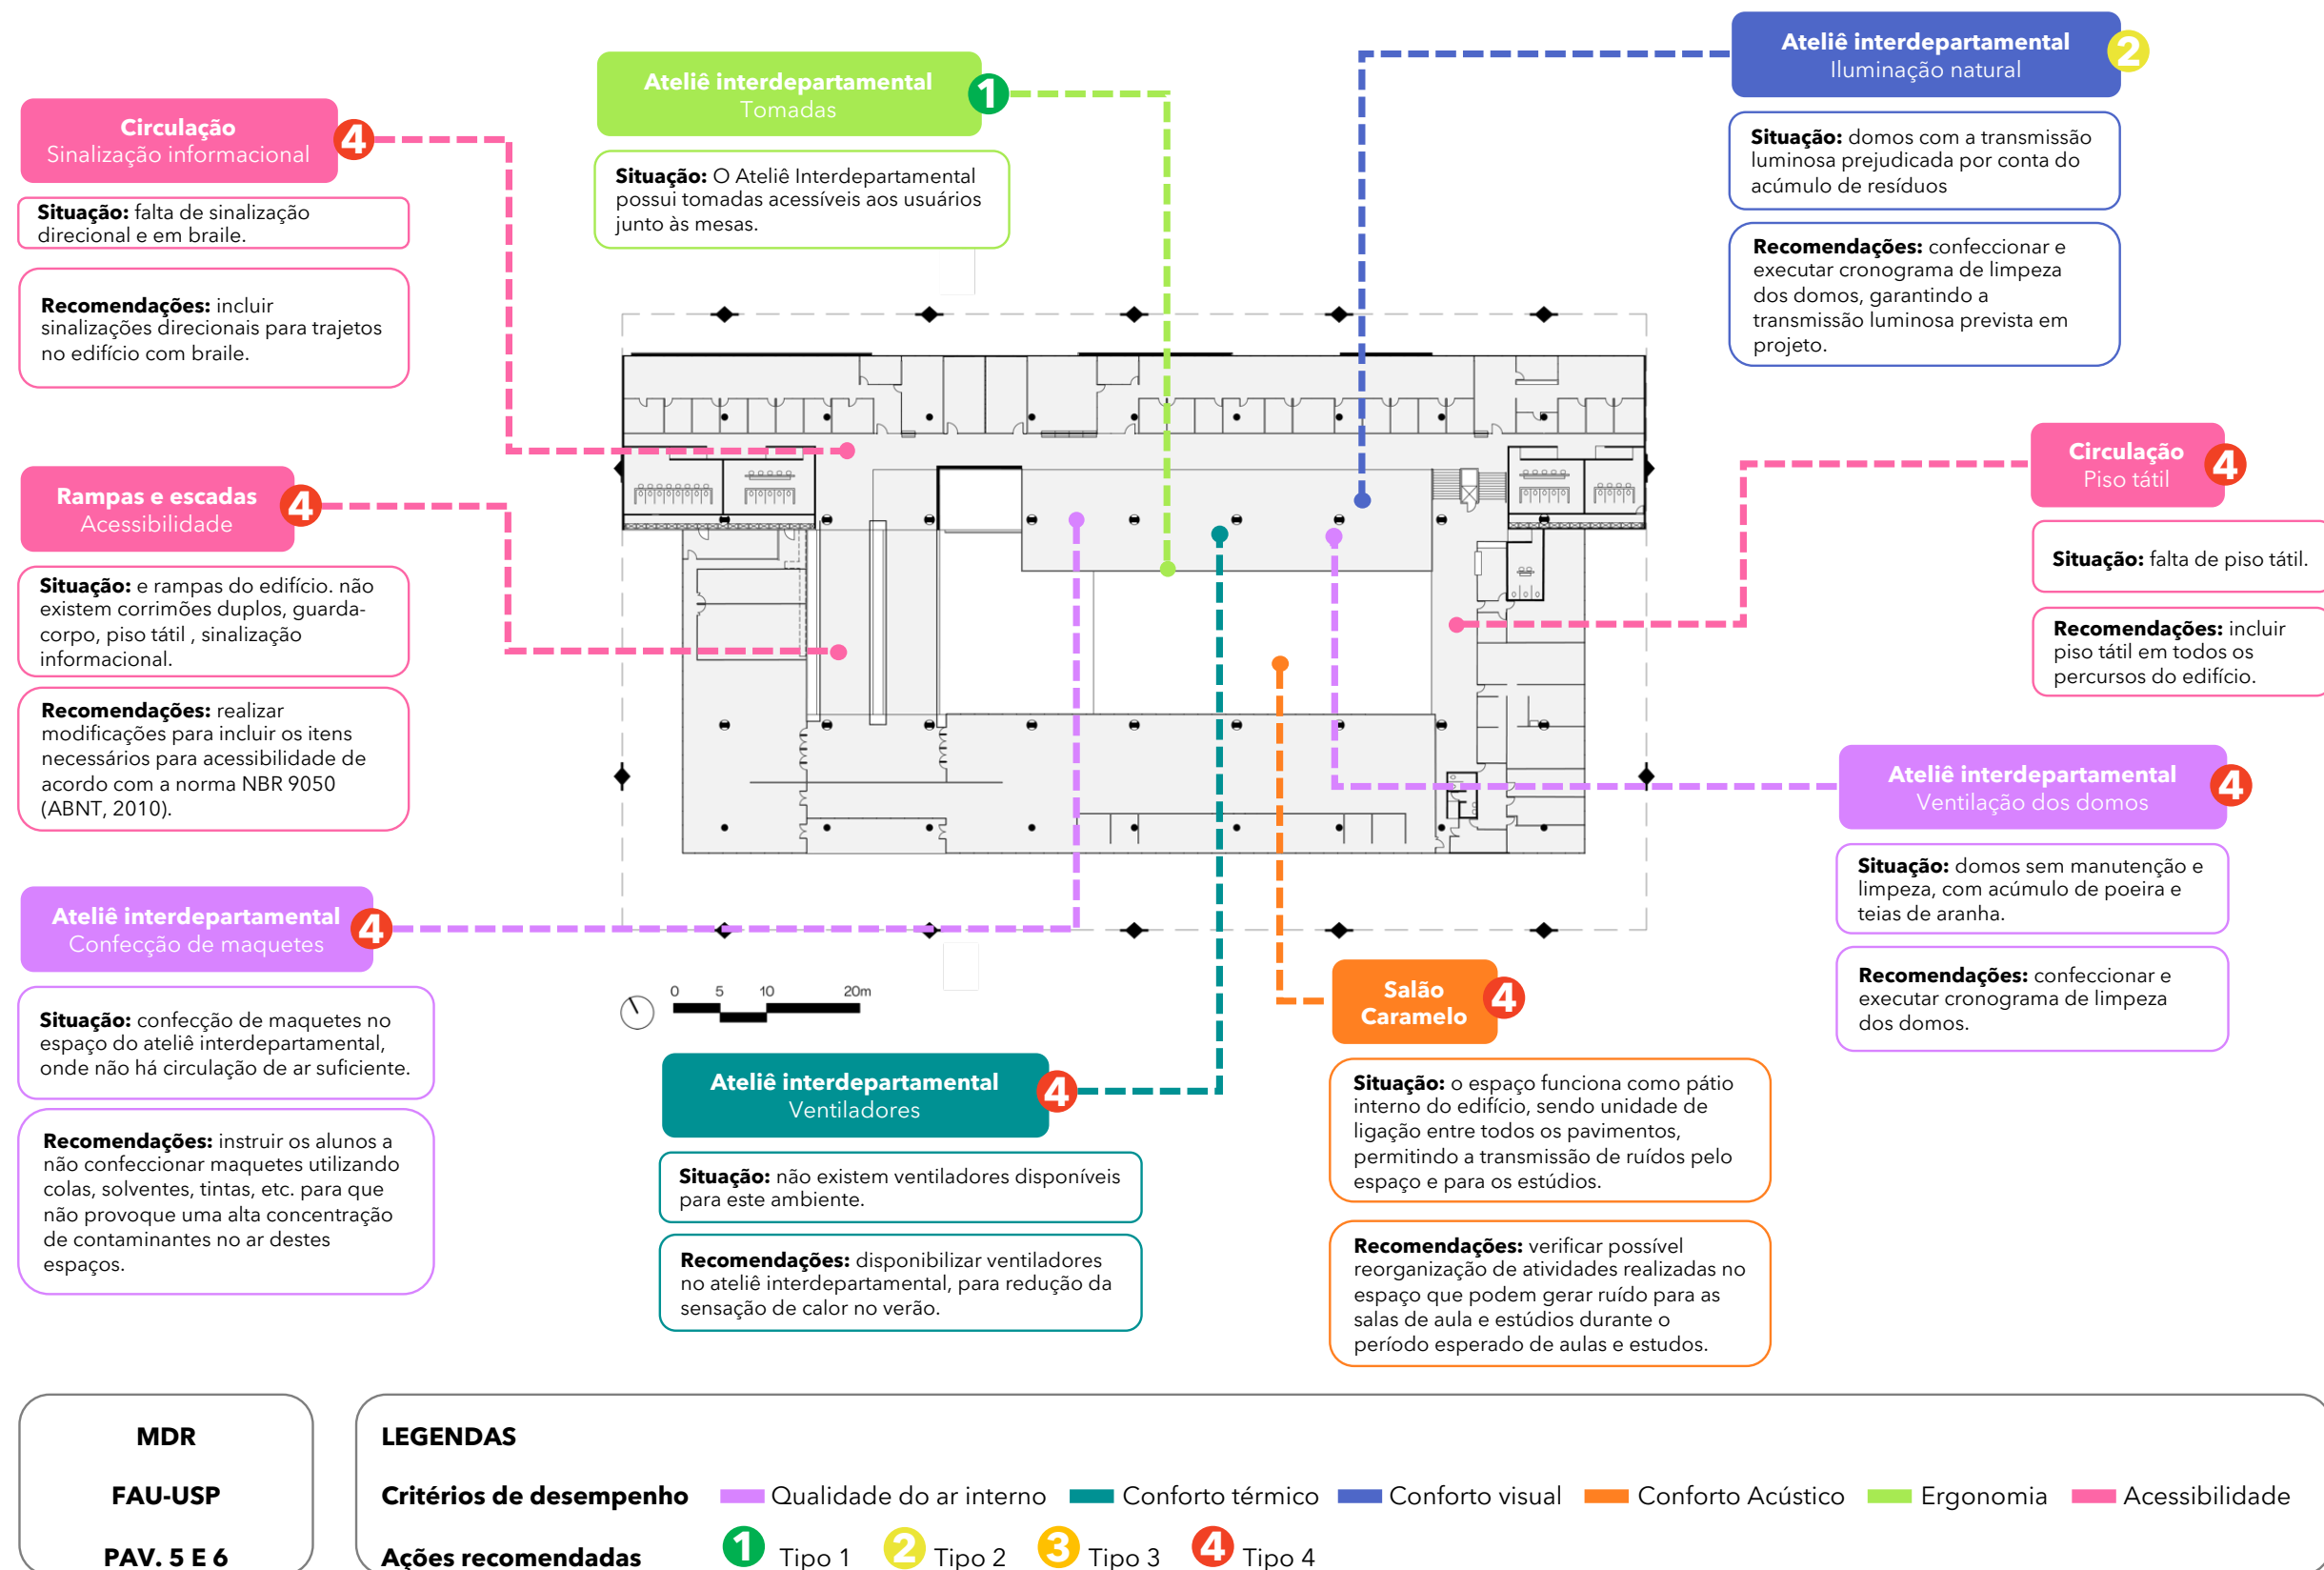 Circulação
Sinalização informacional
4
Situação: falta de sinalização
direcional e em braile.
Recomendações: incluir
sinalizações direcionais para trajetos
no edifício com braile.
Rampas e escadas
Acessibilidade
4
Situação: e rampas do edifício. não
existem corrimões duplos, guarda-
corpo, piso tátil , sinalização
informacional.
Recomendações: realizar
modificações para incluir os itens
necessários para acessibilidade de
acordo com a norma NBR 9050
(ABNT, 2010).
Ateliê interdepartamental
Confecção de maquetes
4
Situação: confecção de maquetes no
espaço do ateliê interdepartamental,
onde não há circulação de ar suficiente.
Recomendações: instruir os alunos a
não confeccionar maquetes utilizando
colas, solventes, tintas, etc. para que
não provoque uma alta concentração
de contaminantes no ar destes
espaços.
Ateliê interdepartamental
Tomadas
1
Situação: O Ateliê Interdepartamental
possui tomadas acessíveis aos usuários
junto às mesas.
Ateliê interdepartamental
Iluminação natural
2
Situação: domos com a transmissão
luminosa prejudicada por conta do
acúmulo de resíduos
Recomendações: confeccionar e
executar cronograma de limpeza
dos domos, garantindo a
transmissão luminosa prevista em
projeto.
Circulação
Piso tátil
4
Situação: falta de piso tátil.
Recomendações: incluir
piso tátil em todos os
percursos do edifício.
Ateliê interdepartamental
Ventilação dos domos
4
Situação: domos sem manutenção e
limpeza, com acúmulo de poeira e
teias de aranha.
Recomendações: confeccionar e
executar cronograma de limpeza
dos domos.
0 5 10 20m
Ateliê interdepartamental
Ventiladores
4
Situação: não existem ventiladores disponíveis
para este ambiente.
Recomendações: disponibilizar ventiladores
no ateliê interdepartamental, para redução da
sensação de calor no verão.
Salão
Caramelo
4
Situação: o espaço funciona como pátio
interno do edifício, sendo unidade de
ligação entre todos os pavimentos,
permitindo a transmissão de ruídos pelo
espaço e para os estúdios.
Recomendações: verificar possível
reorganização de atividades realizadas no
espaço que podem gerar ruído para as
salas de aula e estúdios durante o
período esperado de aulas e estudos.
MDR
FAU-USP
PAV. 5 E 6
LEGENDAS
Critérios de desempenho Qualidade do ar interno Conforto térmico Conforto visual Conforto Acústico Ergonomia Acessibilidade
Ações recomendadas 1 Tipo 1 2 Tipo 2 3 Tipo 3 4 Tipo 4